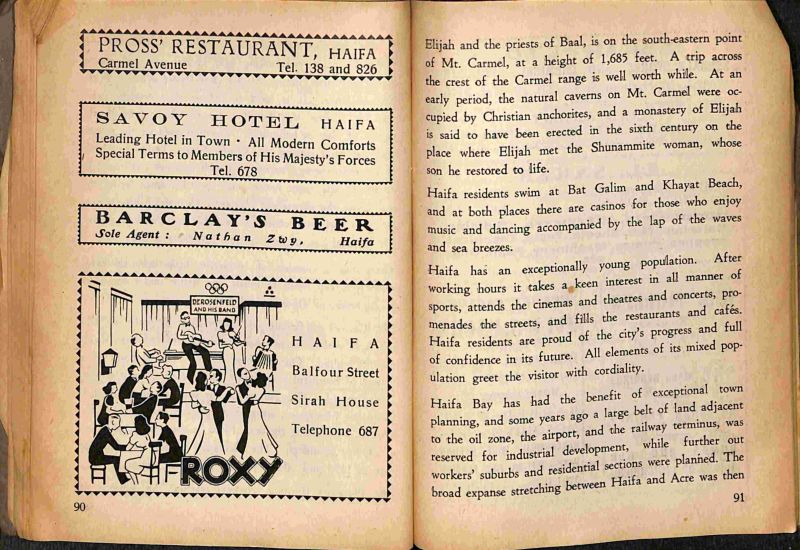 PROSS' RESTAURANT, HAIFA
Carmel Avenue Tel. 138 and 826
SAVOY HOTEL HAIFA
Leading Hotel in Town · All Modern Comforts
Special Terms to Members of His Majesty's Forces
Tel. 678
BARCLAY'S BEER
Sole Agent: Nathan Zwy, Haifa
DEROSENFELD
AND HIS BAND
HAIFA
Balfour Street
Sirah House
Telephone 687
ROXY
90
Elijah and the priests of Baal, is on the south-eastern point
of Mt. Carmel, at a height of 1,685 feet. A trip across
the crest of the Carmel range is well worth while. At an
early period, the natural caverns on Mt. Carmel were oc-
cupied by Christian anchorites, and a monastery of Elijah
is said to have been erected in the sixth century on the
place where Elijah met the Shunammite woman, whose
son he restored to life.
Haifa residents swim at Bat Galim and Khayat Beach,
and at both places there are casinos for those who enjoy
music and dancing accompanied by the lap of the waves
and sea breezes.
Haifa has an exceptionally young population. After
working hours it takes a keen interest in all manner of
sports, attends the cinemas and theatres and concerts, pro-
menades the streets, and fills the restaurants and cafés.
Haifa residents are proud of the city's progress and full
of confidence in its future. All elements of its mixed pop-
ulation greet the visitor with cordiality.
Haifa Bay has had the benefit of exceptional town
planning, and some years ago a large belt of land adjacent
to the oil zone, the airport, and the railway terminus, was
reserved for industrial development, while further out
workers' suburbs and residential sections were planned. The
broad expanse stretching between Haifa and Acre was then
91